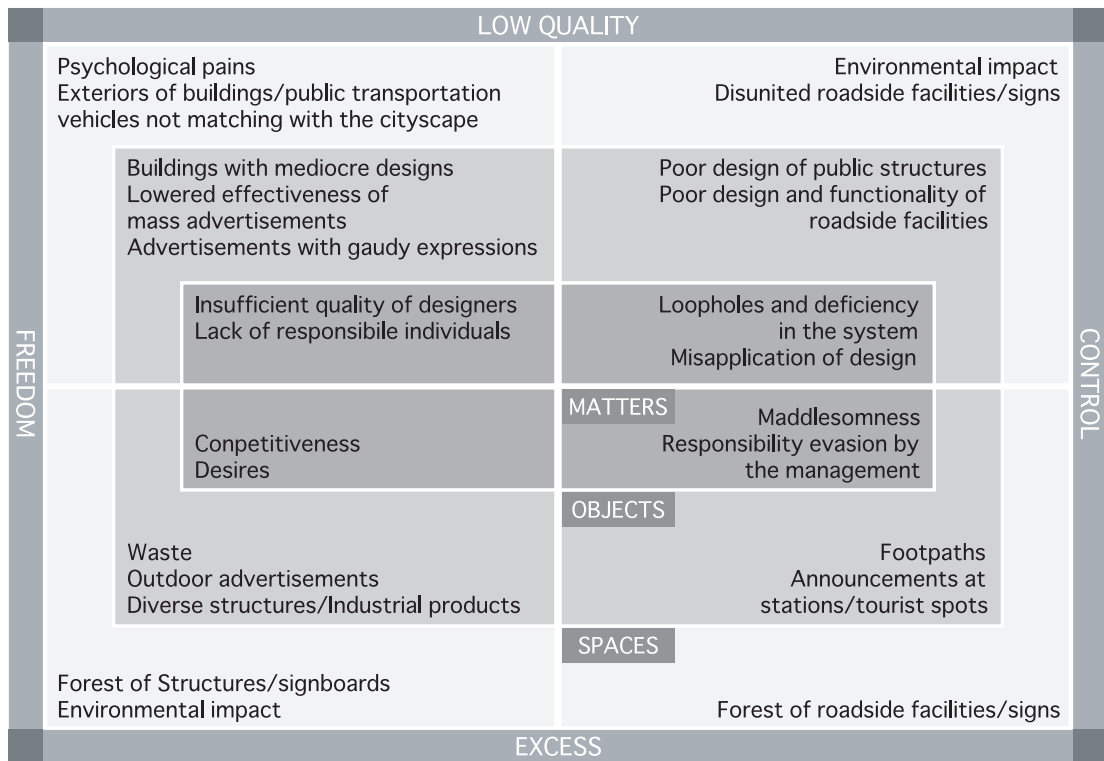 LOW QUALITY
Psychological pains
Exteriors of buildings/public transportation
vehicles not matching with the cityscape
Environmental impact
Disunited roadside facilities/signs
Buildings with mediocre designs
Lowered effectiveness of
mass advertisements
Advertisements with gaudy expressions
Poor design of public structures
Poor design and functionality of
roadside facilities
Insufficient quality of designers
Lack of responsibile individuals
Loopholes and deficiency
in the system
Misapplication of design
FREEDOM
CONTROL
MATTERS
Conpetitiveness
Desires
Maddlesomness
Responsibility evasion by
the management
OBJECTS
Waste
Outdoor advertisements
Diverse structures/Industrial products
Footpaths
Announcements at
stations/tourist spots
SPACES
Forest of Structures/signboards
Environmental impact
Forest of roadside facilities/signs
EXCESS